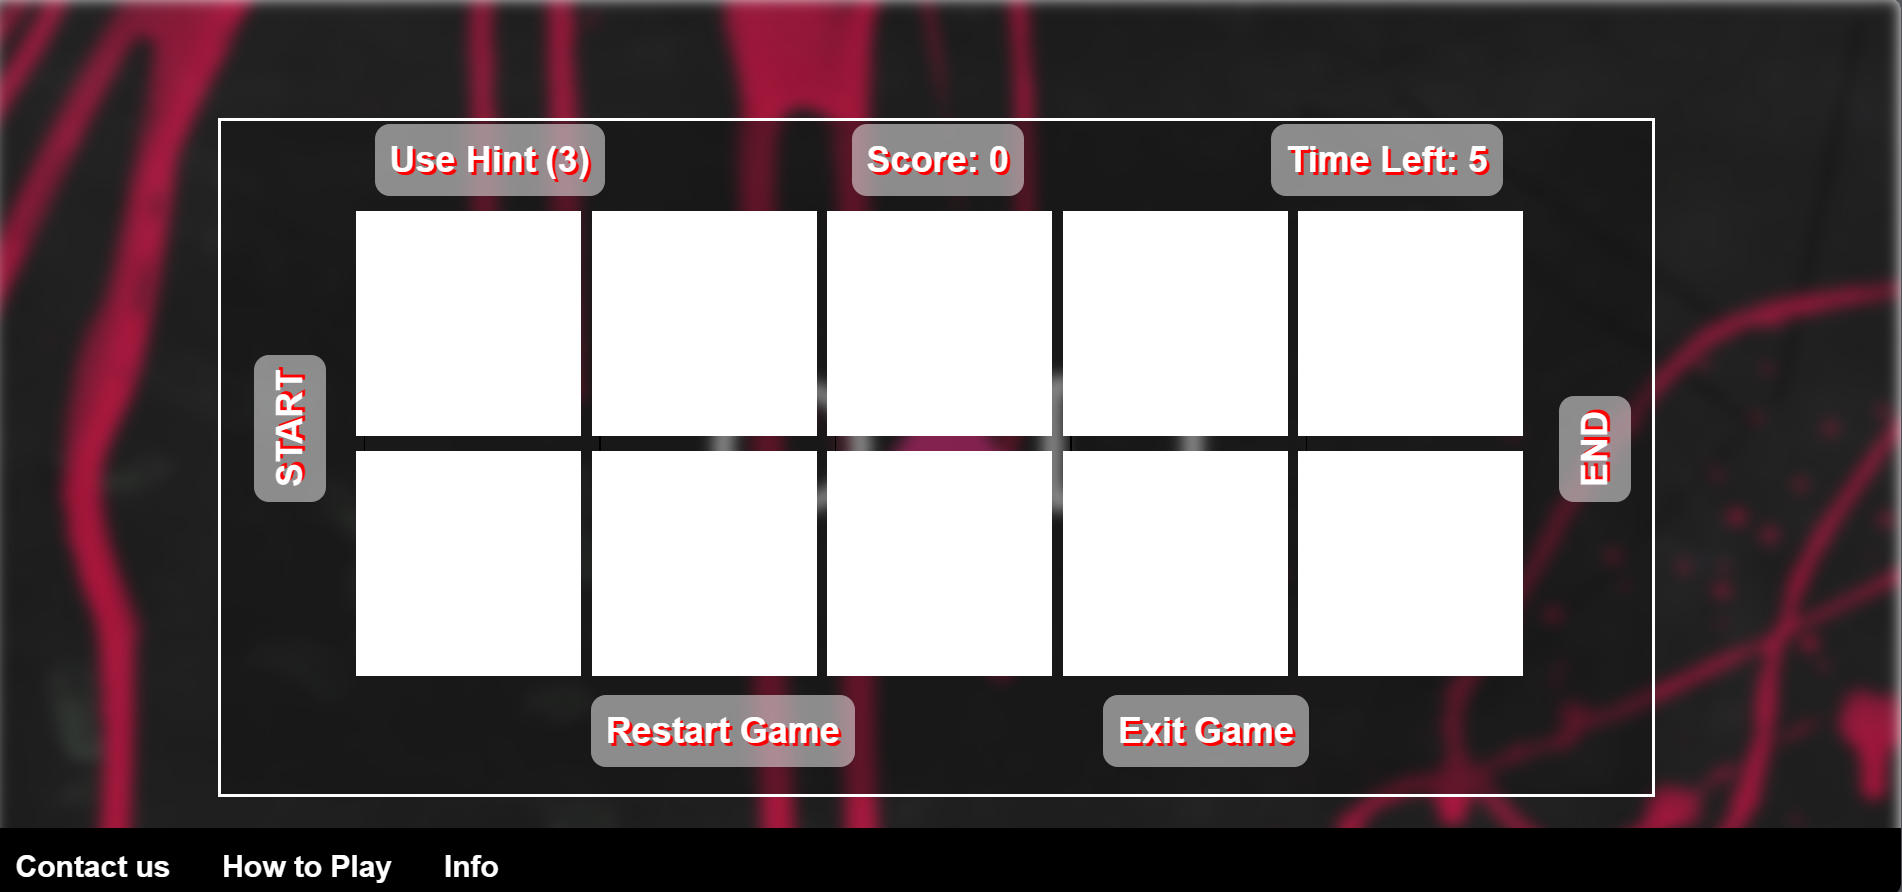 Use Hint (3)
Score: 0
Time Left: 5
START
END
Restart Game
Exit Game
Contact us
How to Play
Info